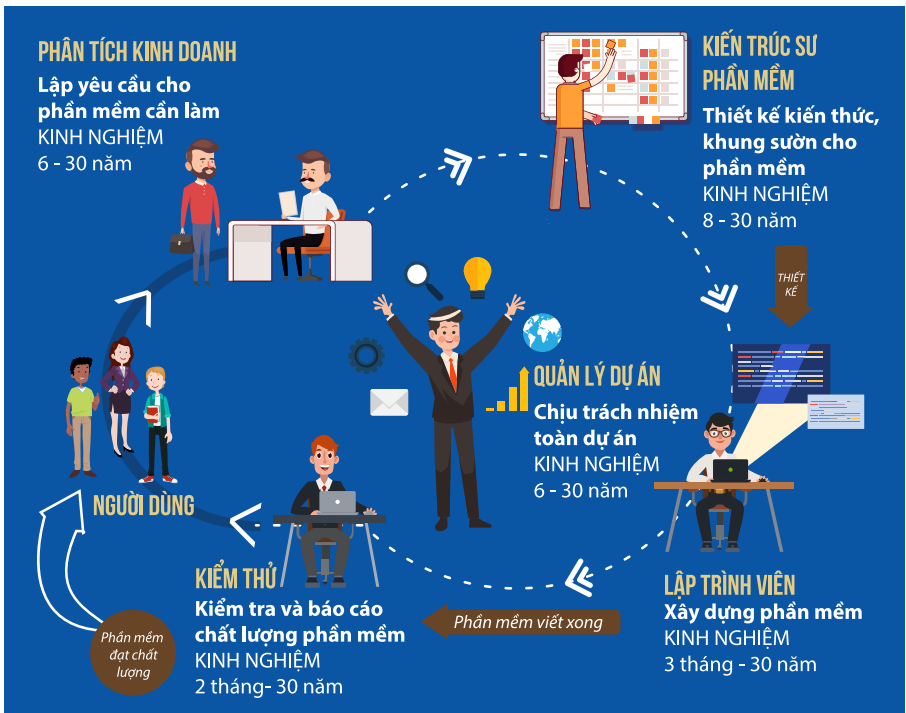 PHÂN TÍCH KINH DOANH
Lập yêu cầu cho
phần mềm cần làm
KINH NGHIỆM
6 - 30 năm
KIẾN TRÚC SƯ
PHẦN MỀM
Thiết kế kiến thức,
khung sườn cho
phần mềm
KINH NGHIỆM
8 - 30 năm
THIẾT
KẾ
QUẢN LÝ DỰ ÁN
Chịu trách nhiệm
toàn dự án
KINH NGHIỆM
6 - 30 năm
LẬP TRÌNH VIÊN
Xây dựng phần mềm
KINH NGHIỆM
3 tháng - 30 năm
Phần mềm viết xong
KIỂM THỬ
Kiểm tra và báo cáo
chất lượng phần mềm
KINH NGHIỆM
2 tháng- 30 năm
Phần mềm
đạt chất
lượng
NGƯỜI DÙNG